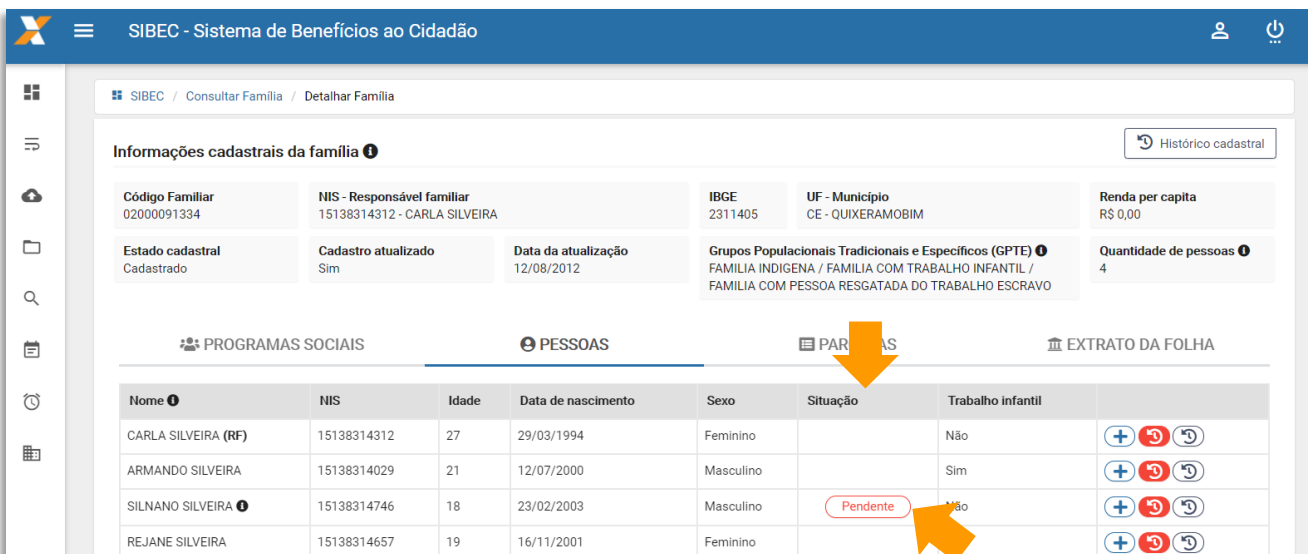 SIBEC - Sistema de Benefícios ao Cidadão
SIBEC / Consultar Família / Detalhar Família
Informações cadastrais da família
Histórico cadastral
Código Familiar
02000091334
NIS - Responsável familiar
15138314312 - CARLA SILVEIRA
IBGE
2311405
UF - Município
CE - QUIXERAMOBIM
Renda per capita
R$ 0,00
Estado cadastral
Cadastrado
Cadastro atualizado
Sim
Data da atualização
12/08/2012
Grupos Populacionais Tradicionais e Específicos (GPTE)
FAMILIA INDIGENA / FAMILIA COM TRABALHO INFANTIL /
FAMILIA COM PESSOA RESGATADA DO TRABALHO ESCRAVO
Quantidade de pessoas
4
PROGRAMAS SOCIAIS PESSOAS EXTRATO DA FOLHA
Nome NIS Idade Data de nascimento Sexo Situação Trabalho infantil
CARLA SILVEIRA (RF) 15138314312 27 29/03/1994 Feminino Não
ARMANDO SILVEIRA 15138314029 21 12/07/2000 Masculino Sim
SILNANO SILVEIRA 15138314746 18 23/02/2003 Masculino Pendente Não
REJANE SILVEIRA 15138314657 19 16/11/2001 Feminino